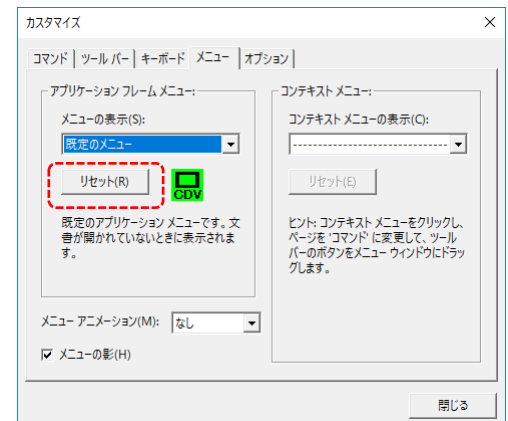 カスタマイズ
コマンド ツール バー キーボード メニュー オプション
アプリケーション フレーム メニュー:
メニューの表示(S):
既定のメニュー
リセット(R)
CDV
既定のアプリケーション メニューです。文
書が開かれていないときに表示されま
す。
コンテキスト メニュー:
コンテキスト メニューの表示(C):
リセット(E)
ヒント: コンテキスト メニューをクリックし、
ページを 'コマンド' に変更して、ツール
バーのボタンをメニュー ウィンドウにドラッ
グします。
メニュー アニメーション(M): なし
メニューの影(H)
閉じる